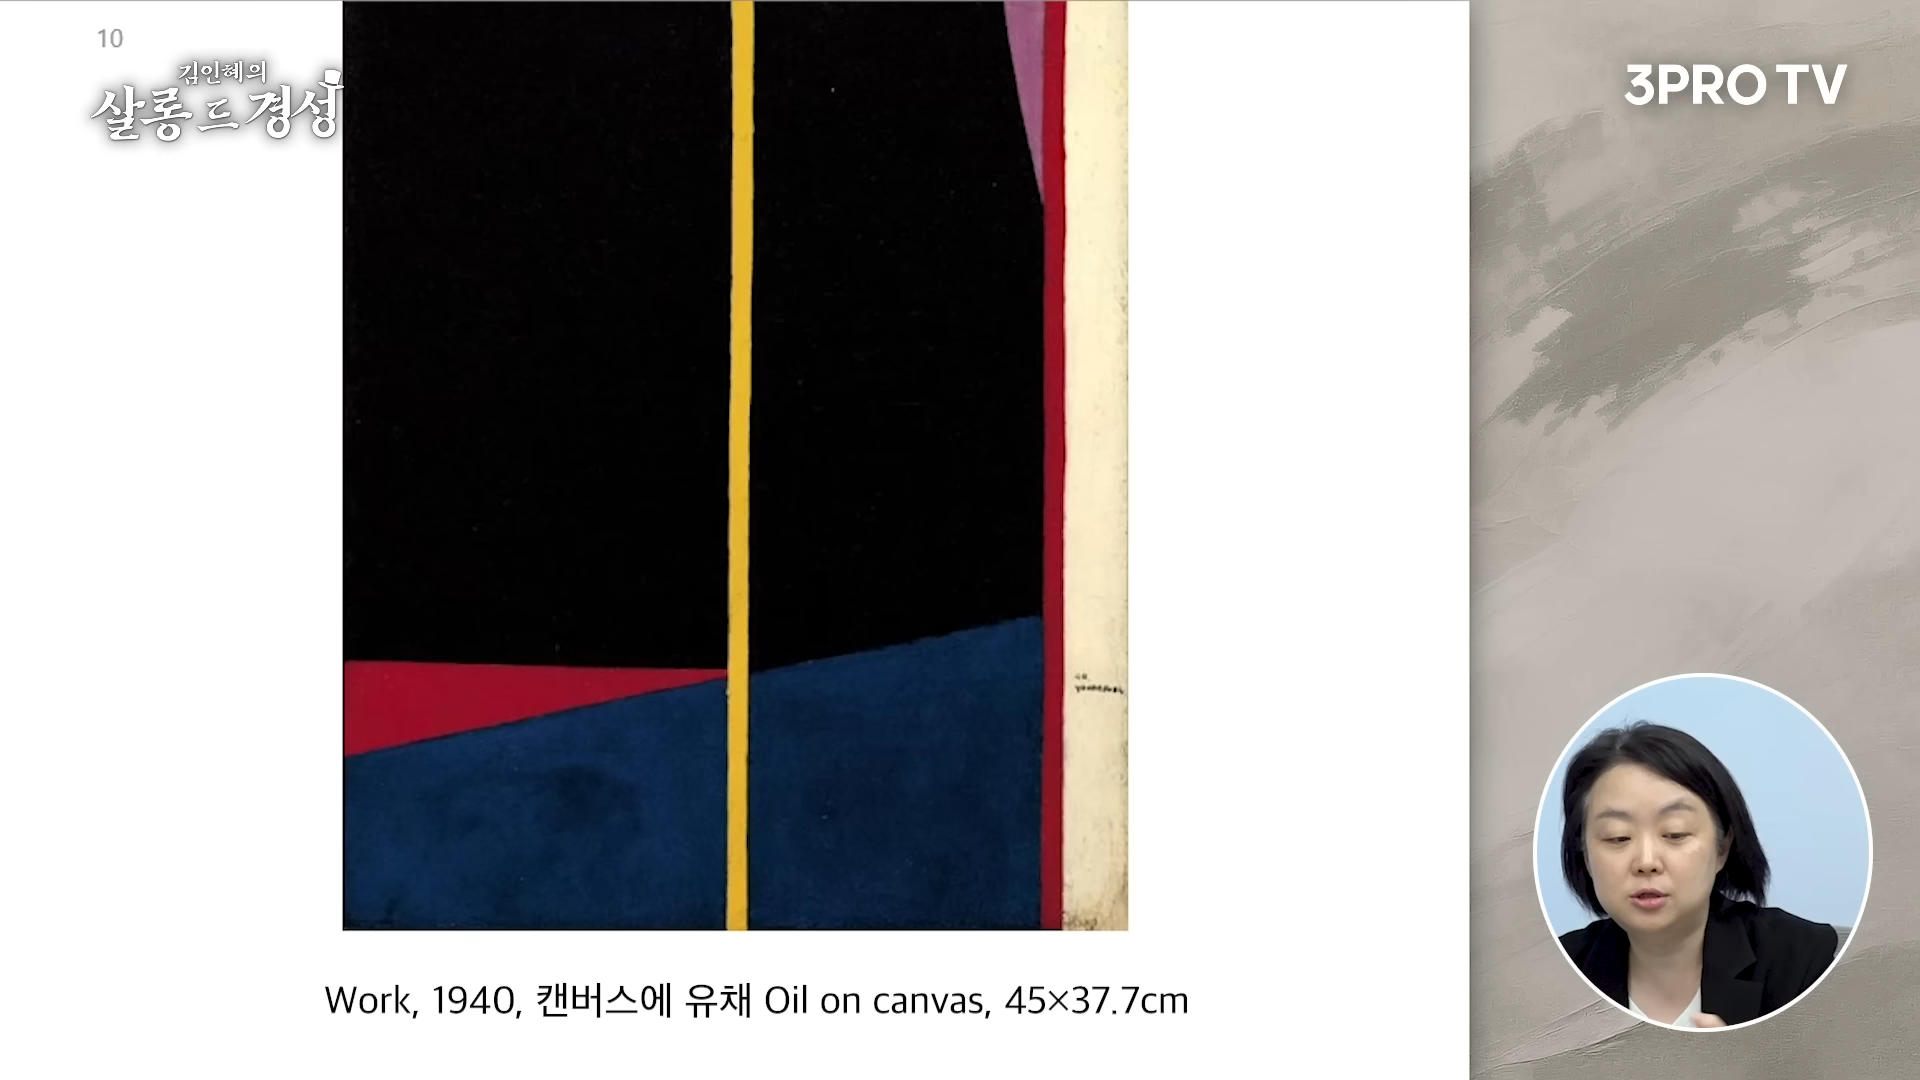 10
김인혜의
살롱 드 경성
3PRO TV
Work, 1940, 캔버스에 유채 Oil on canvas, 45×37.7cm